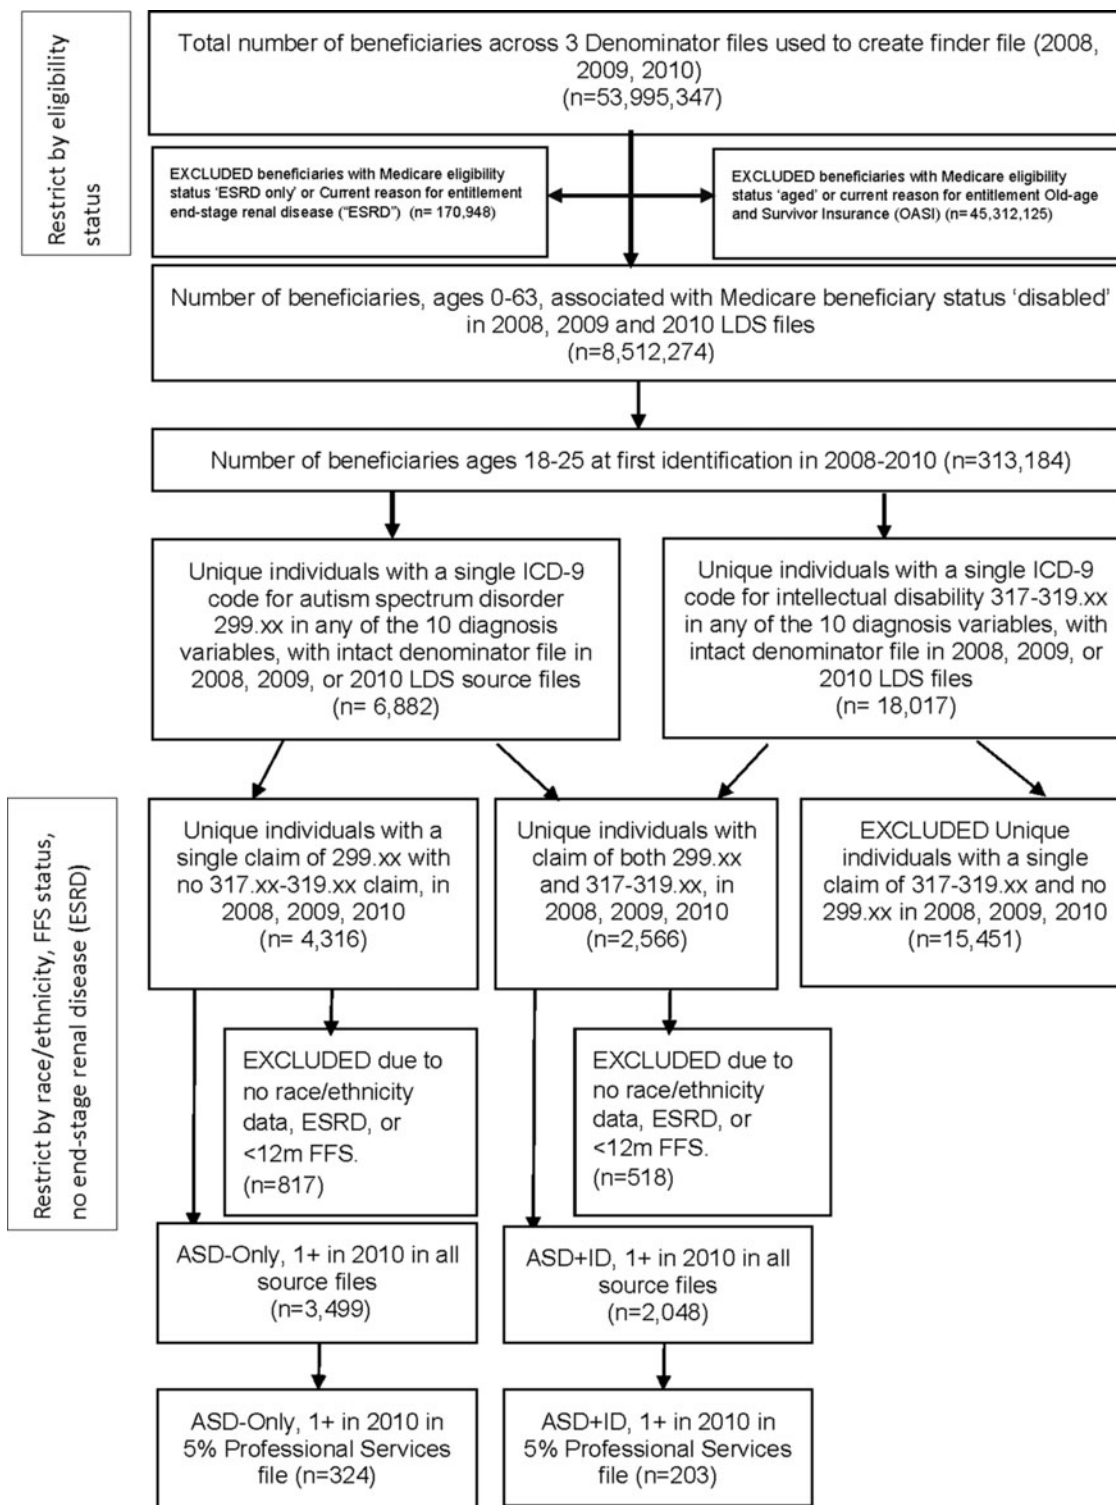 Restrict by eligibility
status
Total number of beneficiaries across 3 Denominator files used to create finder file (2008,
2009, 2010)
(n=53,995,347)
EXCLUDED beneficiaries with Medicare eligibility
status ‘ESRD only’ or Current reason for entitlement
end-stage renal disease (“ESRD”) (n= 170,948)
EXCLUDED beneficiaries with Medicare eligibility
status ‘aged’ or current reason for entitlement Old-age
and Survivor Insurance (OASI) (n=45,312,125)
Number of beneficiaries, ages 0-63, associated with Medicare beneficiary status ‘disabled’
in 2008, 2009 and 2010 LDS files
(n=8,512,274)
Number of beneficiaries ages 18-25 at first identification in 2008-2010 (n=313,184)
Unique individuals with a single ICD-9
code for autism spectrum disorder
299.xx in any of the 10 diagnosis
variables, with intact denominator file in
2008, 2009, or 2010 LDS source files
(n= 6,882)
Unique individuals with a single ICD-9
code for intellectual disability 317-319.xx
in any of the 10 diagnosis variables, with
intact denominator file in 2008, 2009, or
2010 LDS files
(n= 18,017)
Restrict by race/ethnicity, FFS status,
no end-stage renal disease (ESRD)
Unique individuals with a
single claim of 299.xx with
no 317.xx-319.xx claim, in
2008, 2009, 2010
(n= 4,316)
Unique individuals with
claim of both 299.xx
and 317-319.xx, in
2008, 2009, 2010
(n=2,566)
EXCLUDED Unique
individuals with a single
claim of 317-319.xx and no
299.xx in 2008, 2009, 2010
(n=15,451)
EXCLUDED due to
no race/ethnicity
data, ESRD, or
<12m FFS.
(n=817)
EXCLUDED due to
no race/ethnicity
data, ESRD, or
<12m FFS.
(n=518)
ASD-Only, 1+ in 2010 in all
source files
(n=3,499)
ASD+ID, 1+ in 2010 in all
source files
(n=2,048)
ASD-Only, 1+ in 2010 in
5% Professional Services
file (n=324)
ASD+ID, 1+ in 2010 in
5% Professional Services
file (n=203)